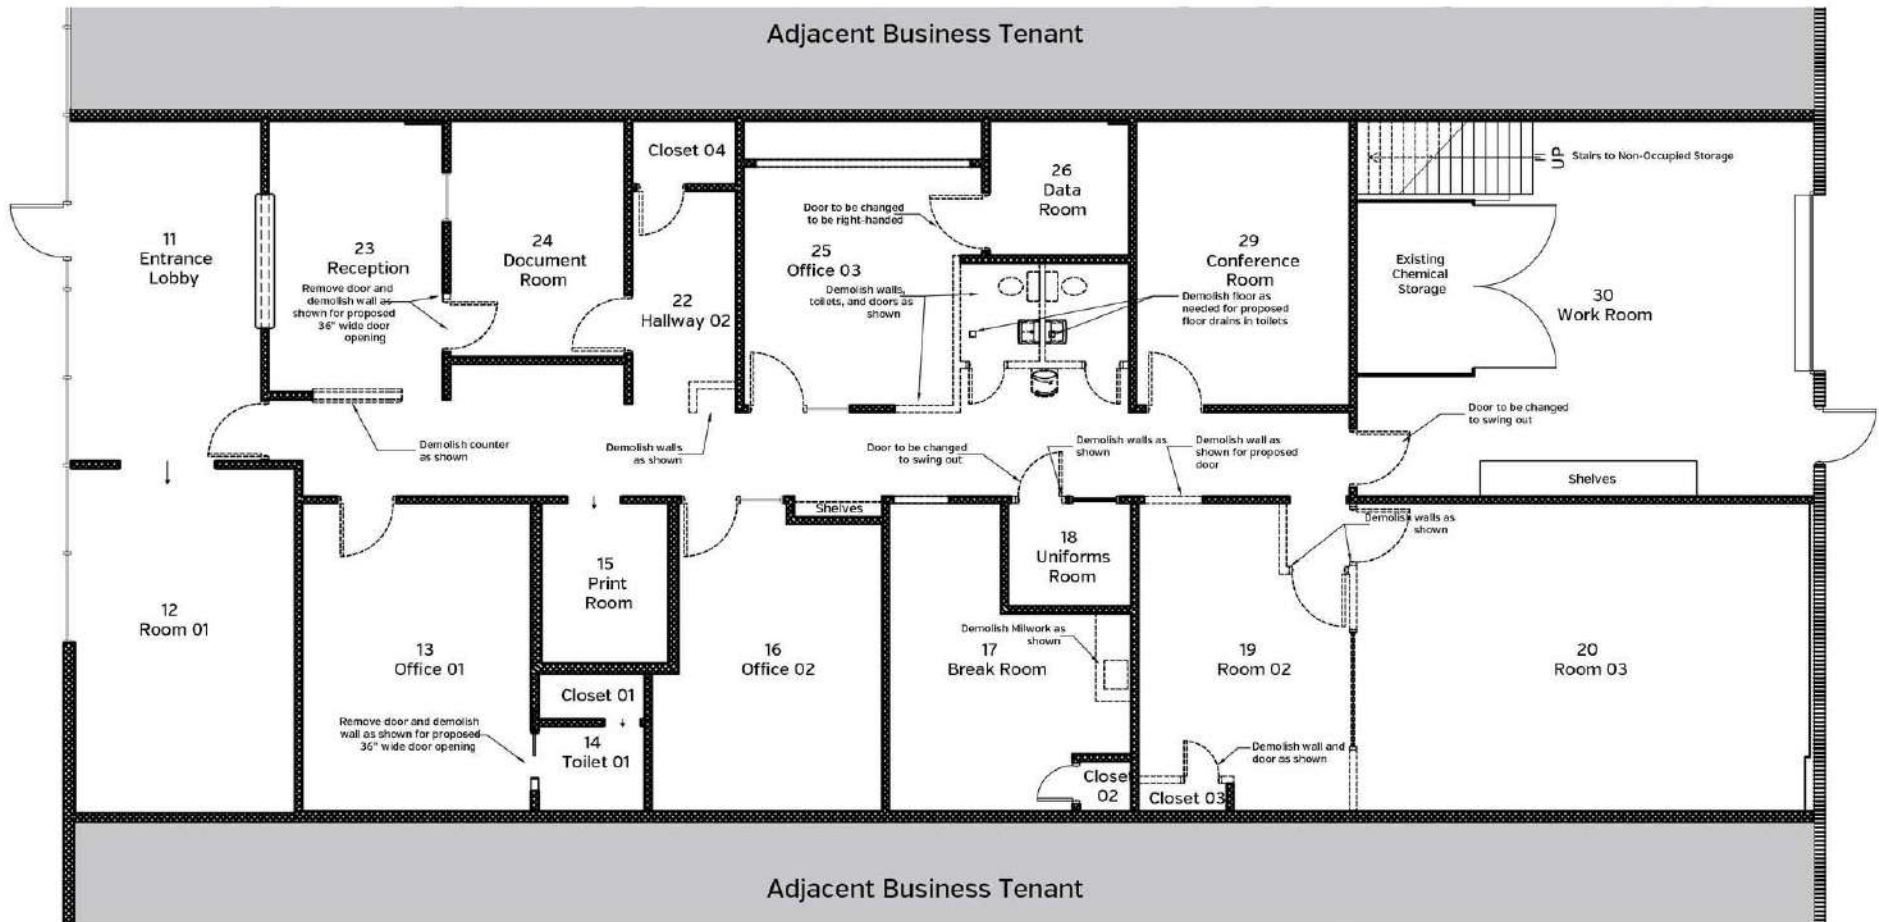 Adjacent Business Tenant
Closet 04
UP
Stairs to Non-Occupied Storage
26
Data
Room
Door to be changed
to be right-handed
11
Entrance
Lobby
23
Reception
24
Document
Room
25
Office 03
29
Conference
Room
Existing
Chemical
Storage
Remove door and
demolish wall as
shown for proposed
36" wide door
opening
22
Hallway 02
Demolish walls,
toilets, and doors as
shown
Demolish floor as
needed for proposed
floor drains in toilets
30
Work Room
Door to be changed
to swing out
Demolish counter
as shown
Demolish walls
as shown
Door to be changed
to swing out
Demolish walls as
shown
Demolish wall as
shown for proposed
door
Shelves
Shelves
Demolish walls as
shown
18
Uniforms
Room
15
Print
Room
12
Room 01
13
Office 01
16
Office 02
Demolish Milwork as
shown
17
Break Room
19
Room 02
20
Room 03
Closet 01
Remove door and demolish
wall as shown for proposed
36" wide door opening
14
Toilet 01
Demolish wall and
door as shown
Closet
02
Closet 03
Adjacent Business Tenant